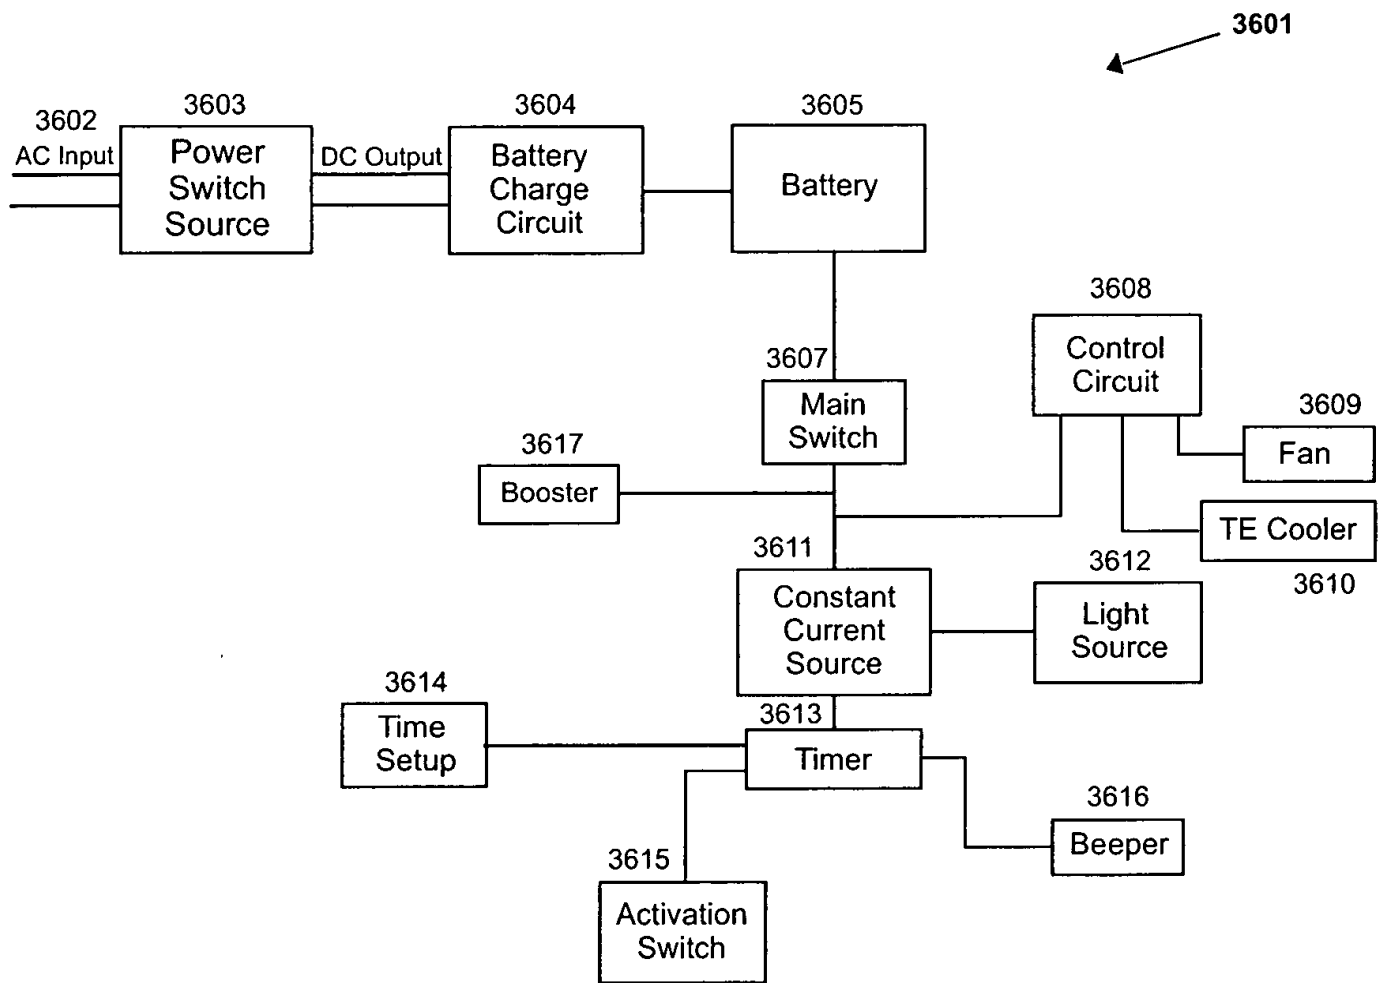 3601
3602
AC Input
3603
Power
Switch
Source
DC Output
3604
Battery
Charge
Circuit
3605
Battery
3607
Main
Switch
3608
Control
Circuit
3609
Fan
TE Cooler
3610
3617
Booster
3611
Constant
Current
Source
3612
Light
Source
3613
Timer
3614
Time
Setup
3615
Activation
Switch
3616
Beeper